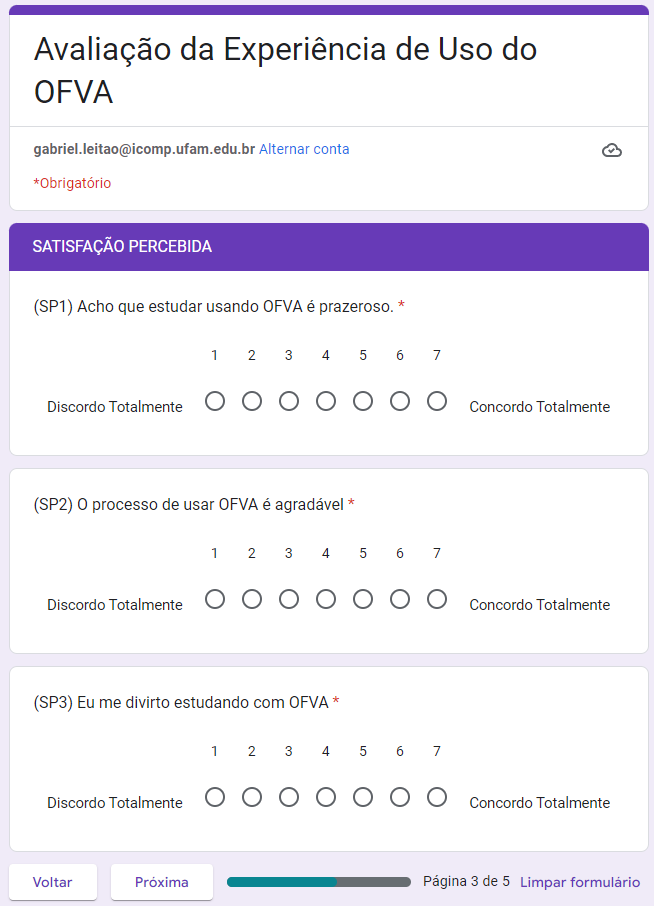 Avaliação da Experiência de Uso do
OFVA
gabriel.leitao@icomp.ufam.edu.br Alternar conta
*Obrigatório
SATISFAÇÃO PERCEBIDA
(SP1) Acho que estudar usando OFVA é prazeroso. *
1 2 3 4 5 6 7
Discordo Totalmente Concordo Totalmente
(SP2) O processo de usar OFVA é agradável *
1 2 3 4 5 6 7
Discordo Totalmente Concordo Totalmente
(SP3) Eu me divirto estudando com OFVA *
1 2 3 4 5 6 7
Discordo Totalmente Concordo Totalmente
Voltar Próxima Página 3 de 5 Limpar formulário